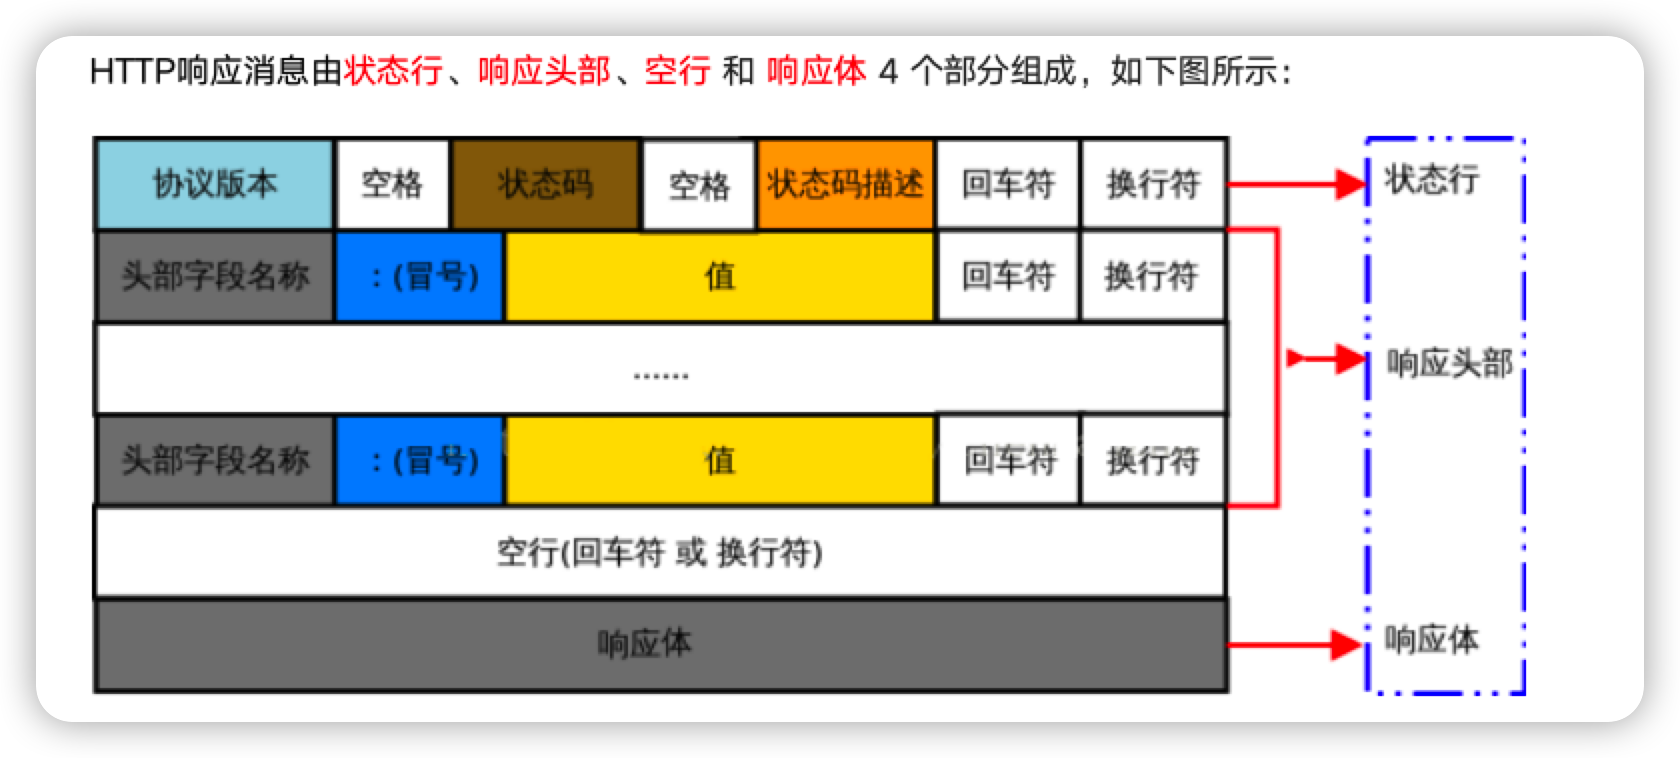 HTTP响应消息由状态行、响应头部、空行 和 响应体 4 个部分组成，如下图所示：
协议版本 空格 状态码 空格 状态码描述 回车符 换行符 状态行
头部字段名称 ：(冒号) 值 回车符 换行符
...... 响应头部
头部字段名称 ：(冒号) 值 回车符 换行符
空行(回车符 或 换行符)
响应体 响应体